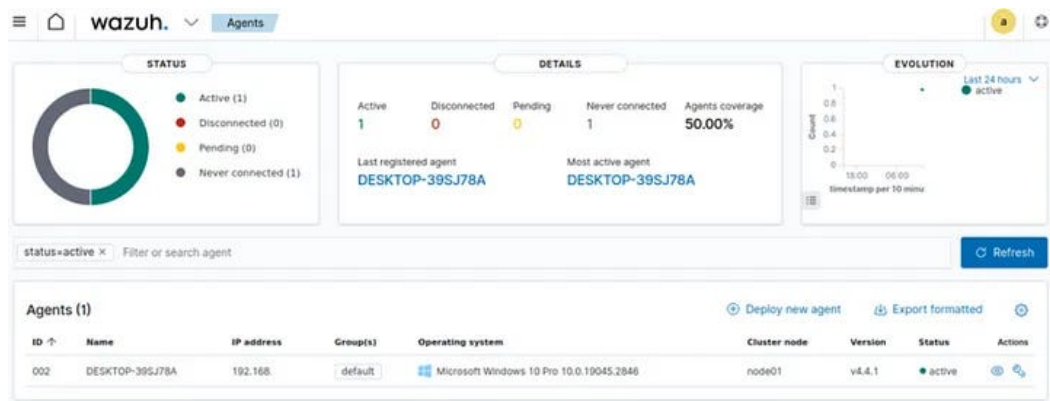 wazuh. Agents a
STATUS
Active (1)
Disconnected (0)
Pending (0)
Never connected (1)
DETAILS
Active Disconnected Pending Never connected Agents coverage
1 0 0 1 50.00%
Last registered agent Most active agent
DESKTOP-39SJ78A DESKTOP-39SJ78A
EVOLUTION
Last 24 hours
active
1
0.8
0.6
0.4
0.2
0
Count
18:00 06:00
timestamp per 10 minu
status=active × Filter or search agent Refresh
Agents (1) Deploy new agent Export formatted
ID ↑ Name IP address Group(s) Operating system Cluster node Version Status Actions
002 DESKTOP-39SJ78A 192.168. default Microsoft Windows 10 Pro 10.0.19045.2846 node01 v4.4.1 active